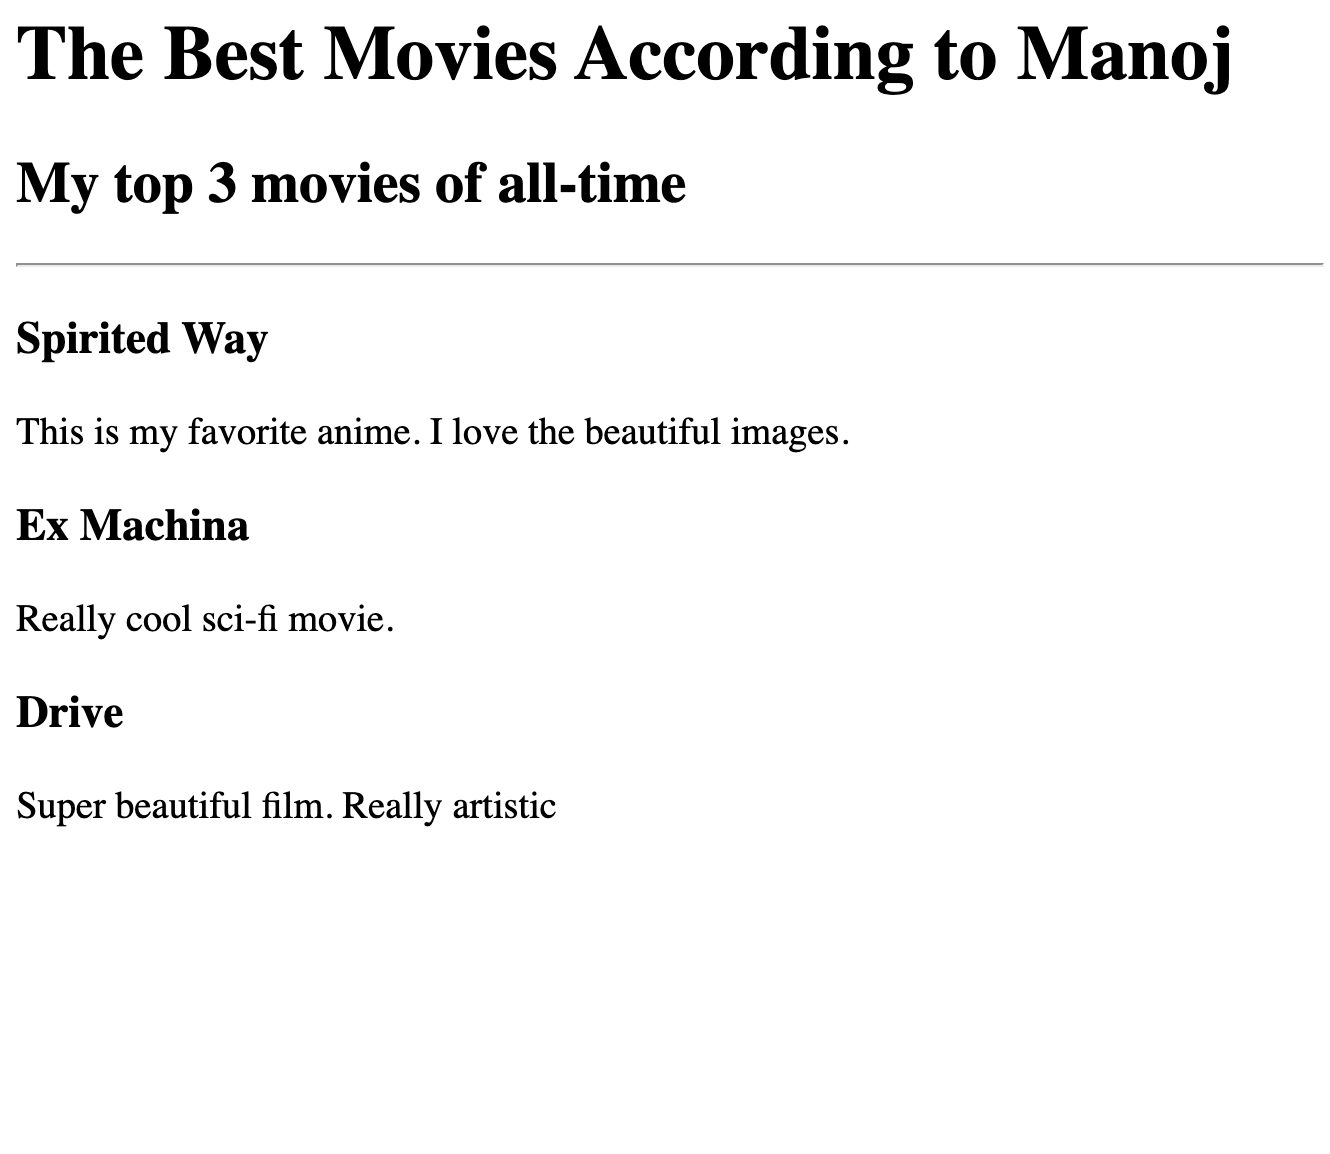 The Best Movies According to Manoj
My top 3 movies of all-time
Spirited Way
This is my favorite anime. I love the beautiful images.
Ex Machina
Really cool sci-fi movie.
Drive
Super beautiful film. Really artistic